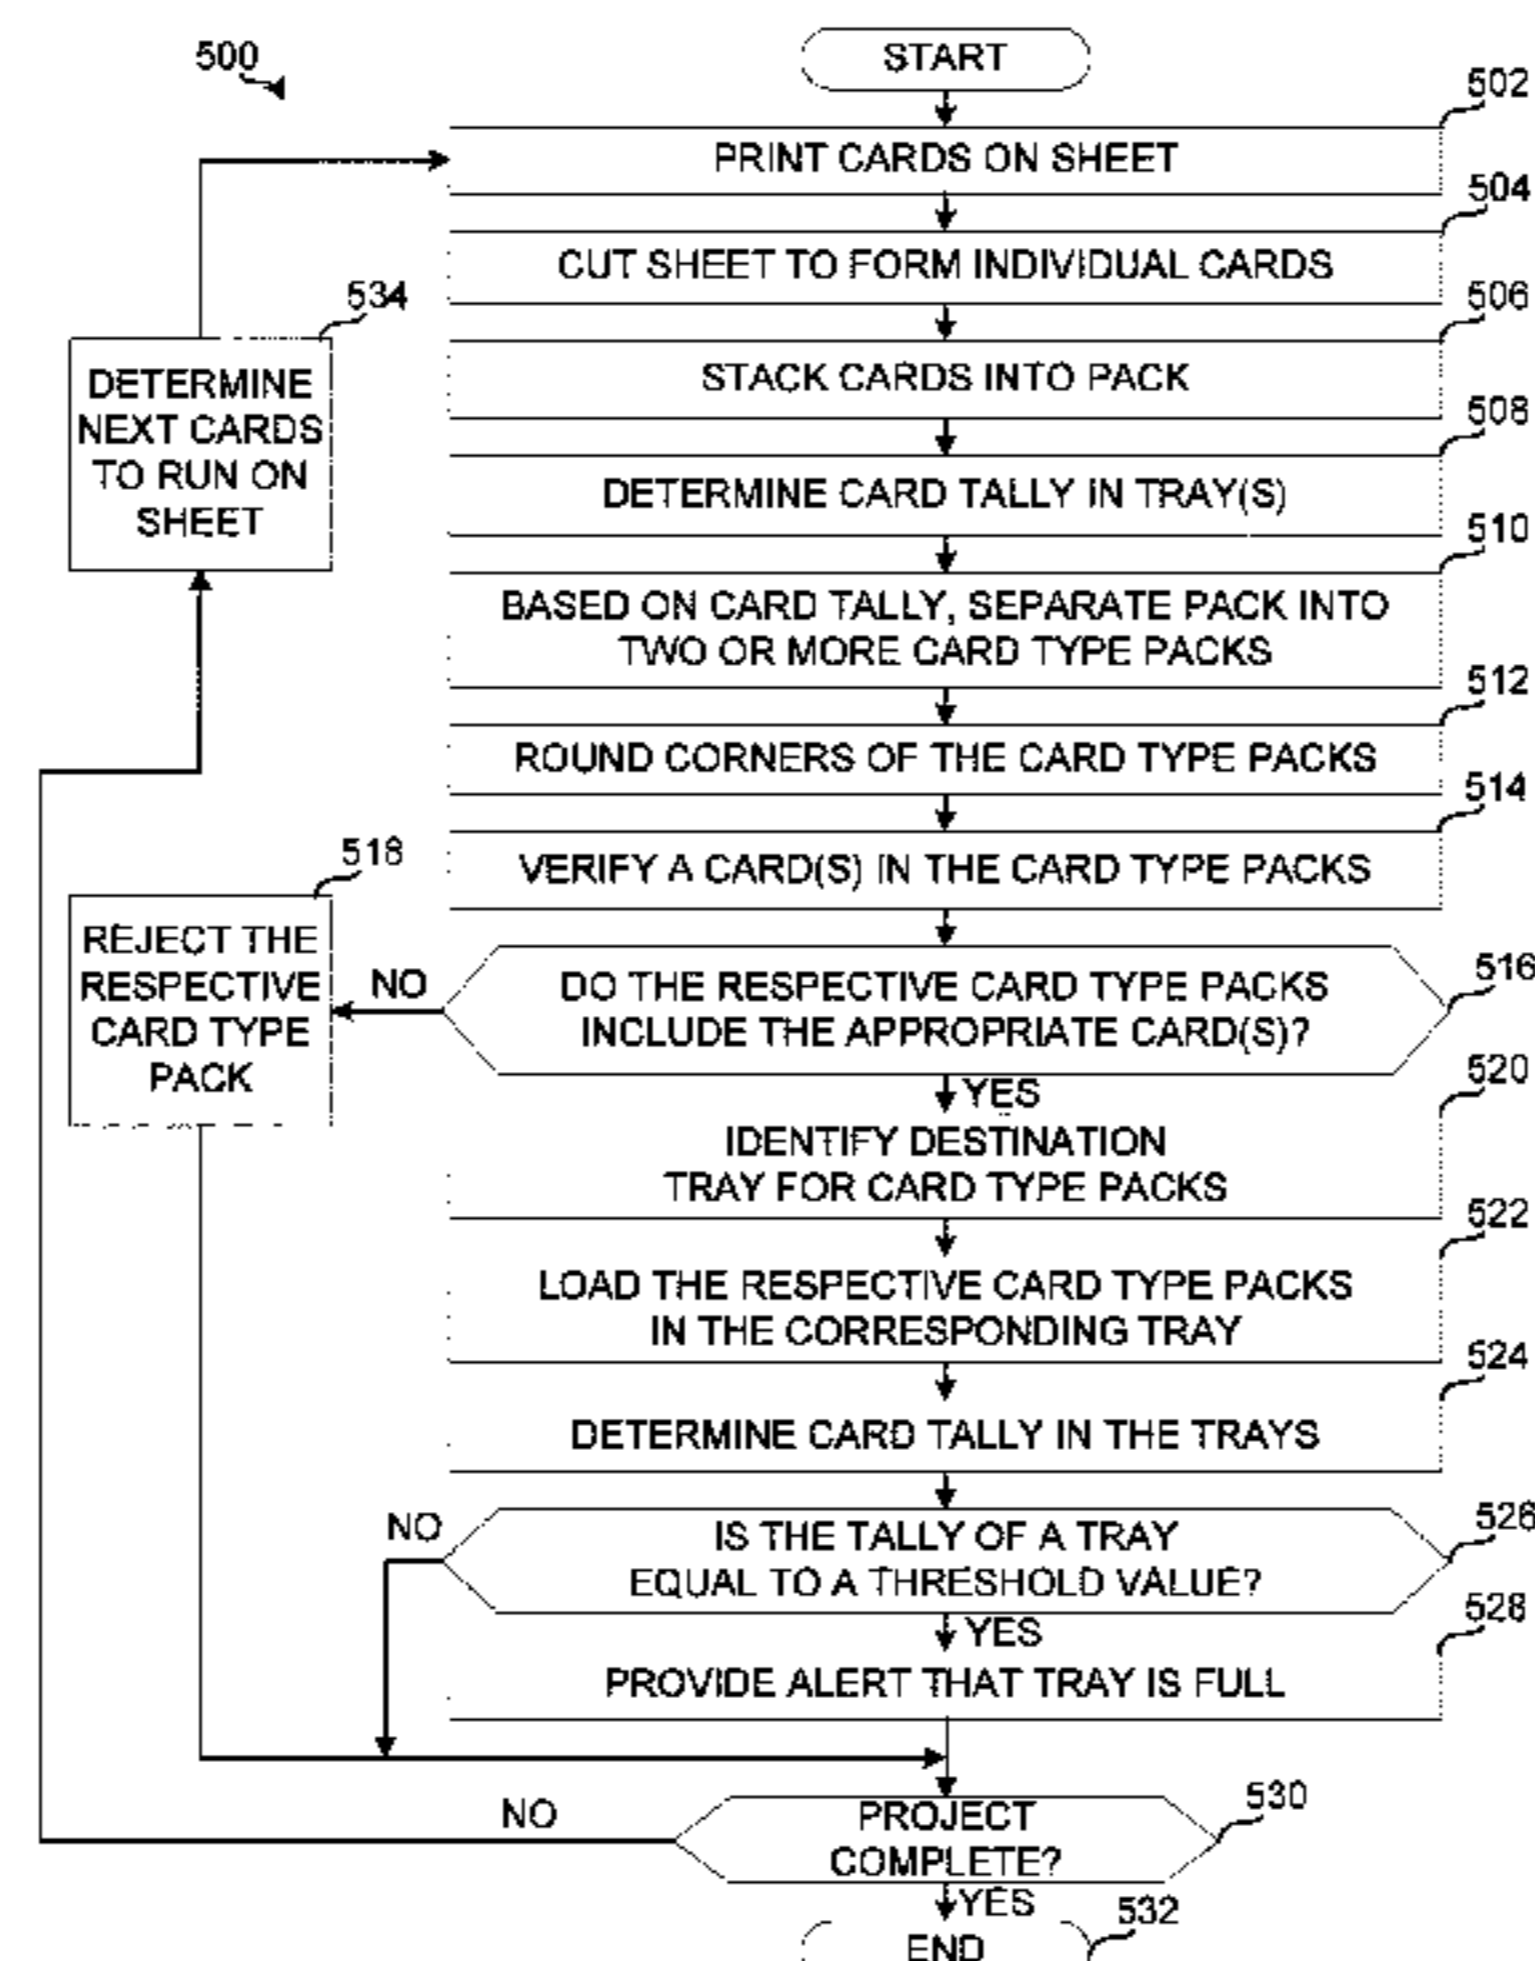 500
START
502
PRINT CARDS ON SHEET
504
CUT SHEET TO FORM INDIVIDUAL CARDS
506
STACK CARDS INTO PACK
508
DETERMINE CARD TALLY IN TRAY(S)
510
BASED ON CARD TALLY, SEPARATE PACK INTO
TWO OR MORE CARD TYPE PACKS
512
ROUND CORNERS OF THE CARD TYPE PACKS
514
VERIFY A CARD(S) IN THE CARD TYPE PACKS
516
DO THE RESPECTIVE CARD TYPE PACKS
INCLUDE THE APPROPRIATE CARD(S)?
NO
518
REJECT THE
RESPECTIVE
CARD TYPE
PACK
YES
520
IDENTIFY DESTINATION
TRAY FOR CARD TYPE PACKS
522
LOAD THE RESPECTIVE CARD TYPE PACKS
IN THE CORRESPONDING TRAY
524
DETERMINE CARD TALLY IN THE TRAYS
526
IS THE TALLY OF A TRAY
EQUAL TO A THRESHOLD VALUE?
NO
YES
528
PROVIDE ALERT THAT TRAY IS FULL
530
PROJECT
COMPLETE?
NO
534
DETERMINE
NEXT CARDS
TO RUN ON
SHEET
YES
532
END